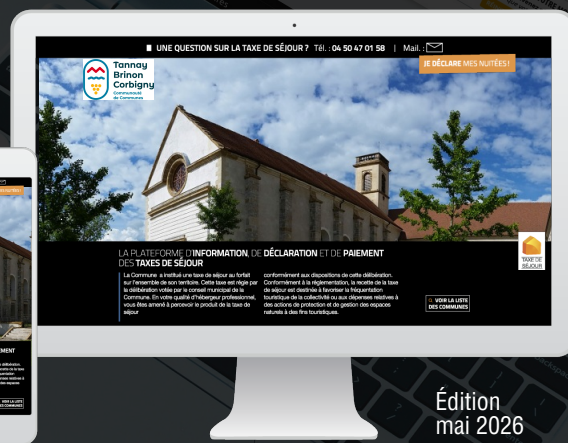 UNE QUESTION SUR LA TAXE DE SÉJOUR ? Tél. : 04 50 47 01 58 | Mail. :
JE DÉCLARE MES NUITÉES !
Tannay
Brinon
Corbigny
Communauté
de Communes
LA PLATEFORME D'INFORMATION, DE DÉCLARATION ET DE PAIEMENT
DES TAXES DE SÉJOUR
La Commune a institué une taxe de séjour au forfait
sur l'ensemble de son territoire. Cette taxe est régie par
la délibération votée par le conseil municipal de la
Commune. En votre qualité d'hébergeur professionnel,
vous êtes amené à percevoir le produit de la taxe de
séjour
conformément aux dispositions de cette délibération.
Conformément à la réglementation, la recette de la taxe
de séjour est destinée à favoriser la fréquentation
touristique de la collectivité ou aux dépenses relatives à
des actions de protection et de gestion des espaces
naturels à des fins touristiques.
TAXE DE
SÉJOUR
VOIR LA LISTE
DES COMMUNES
Édition
mai 2026